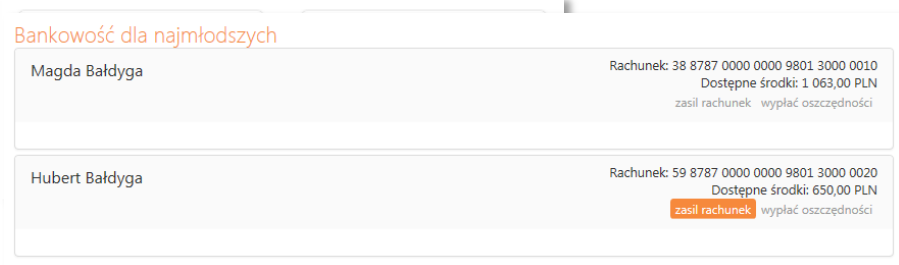 Bankowość dla najmłodszych
Magda Bałdyga
Rachunek: 38 8787 0000 0000 9801 3000 0010
Dostępne środki: 1 063,00 PLN
zasil rachunek wypłać oszczędności
Hubert Bałdyga
Rachunek: 59 8787 0000 0000 9801 3000 0020
Dostępne środki: 650,00 PLN
zasil rachunek wypłać oszczędności